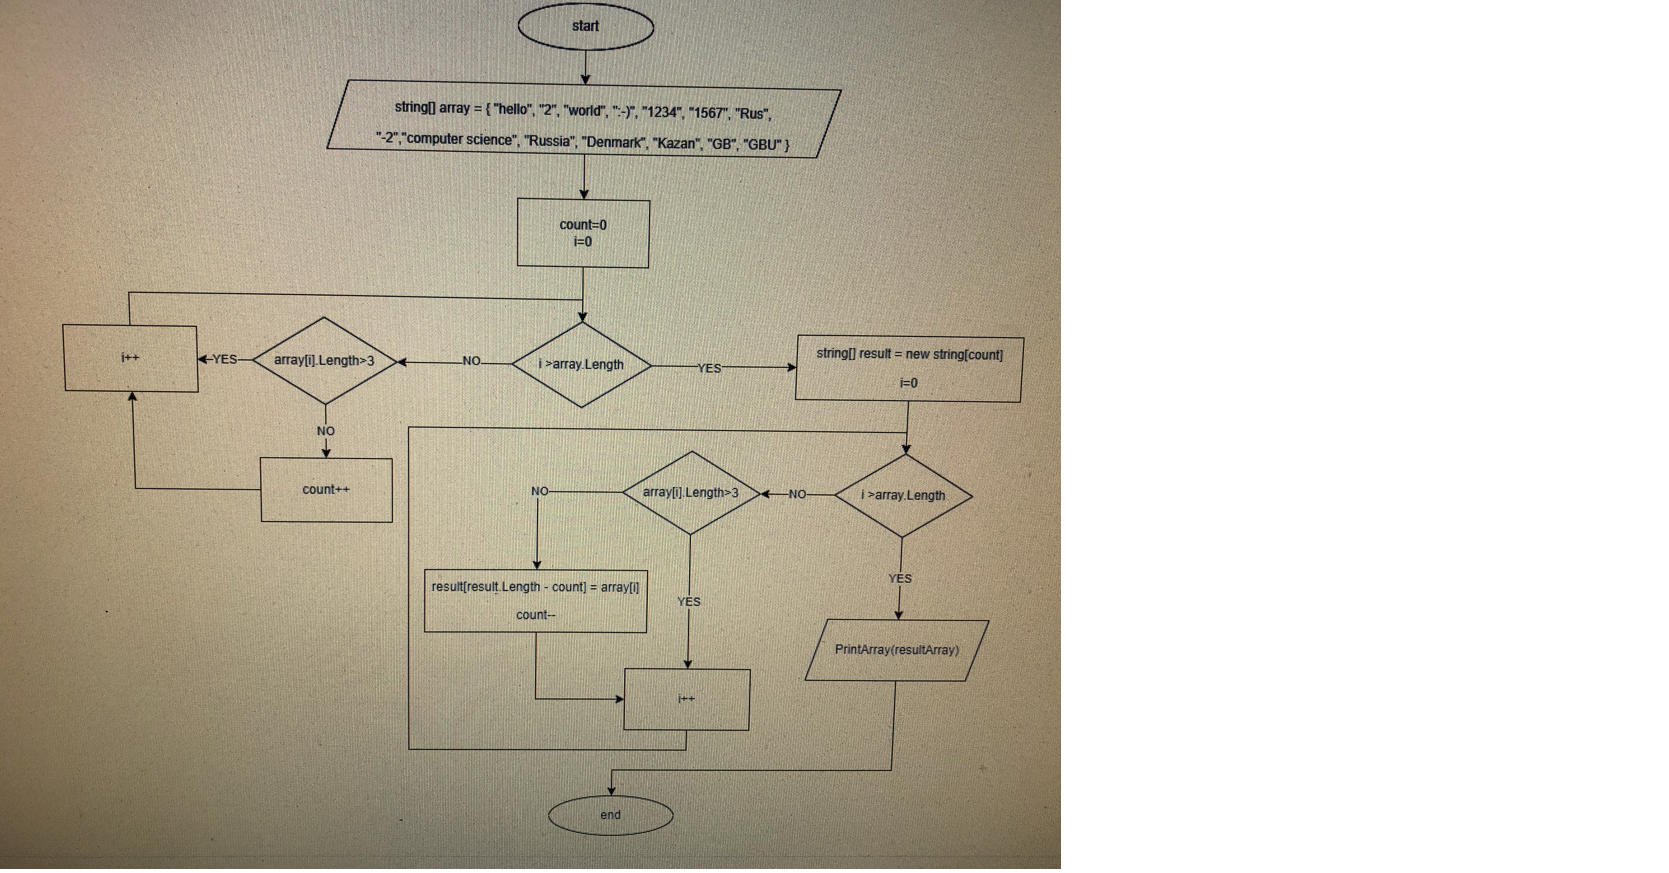 start
string[] array = { "hello", "2", "world", ":-)", "1234", "1567", "Rus",
"-2","computer science", "Russia", "Denmark", "Kazan", "GB", "GBU" }
count=0
i=0
i++
YES
array[i].Length>3
NO
i >array.Length
YES
string[] result = new string[count]
i=0
NO
count++
NO
array[i].Length>3
NO
i >array.Length
result[result.Length - count] = array[i]
count--
YES
YES
PrintArray(resultArray)
i++
end